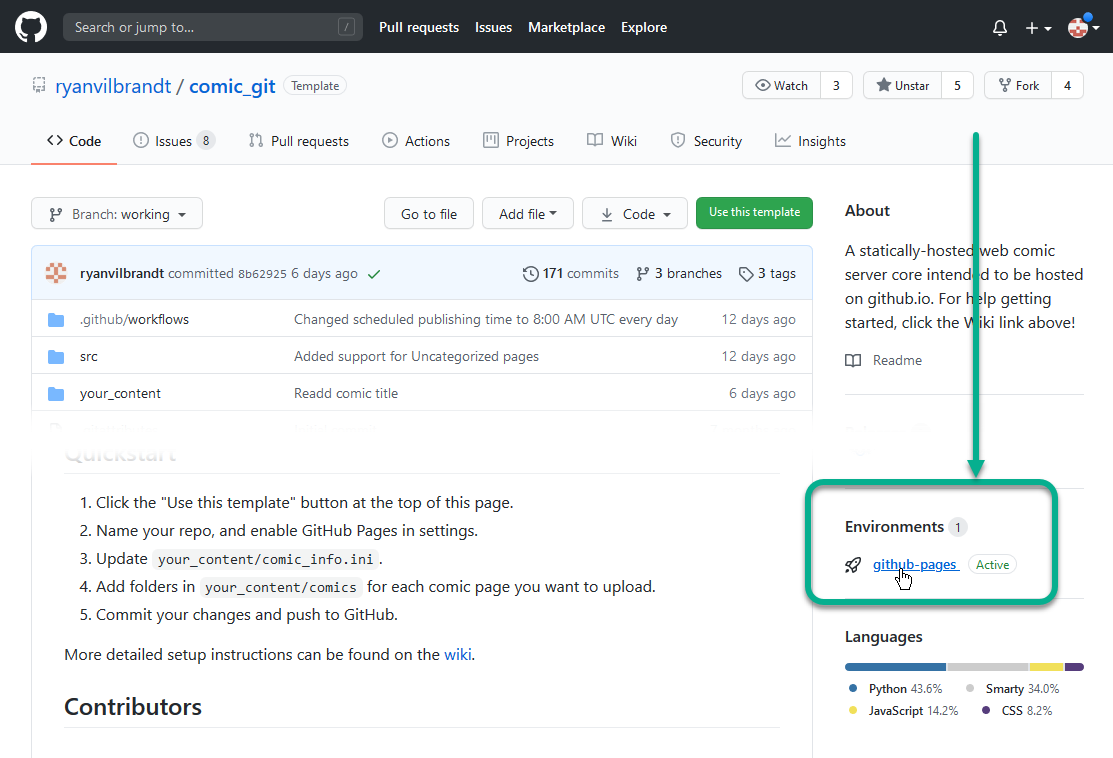 Search or jump to... / Pull requests Issues Marketplace Explore
ryanvilbrandt / comic_git Template Watch 3 Unstar 5 Fork 4
Code Issues 8 Pull requests Actions Projects Wiki Security Insights
Branch: working Go to file Add file Code Use this template
ryanvilbrandt committed 8b62925 6 days ago 171 commits 3 branches 3 tags
.github/workflows Changed scheduled publishing time to 8:00 AM UTC every day 12 days ago
src Added support for Uncategorized pages 12 days ago
your_content Readd comic title 6 days ago
Quickstart
1. Click the "Use this template" button at the top of this page.
2. Name your repo, and enable GitHub Pages in settings.
3. Update your_content/comic_info.ini .
4. Add folders in your_content/comics for each comic page you want to upload.
5. Commit your changes and push to GitHub.
More detailed setup instructions can be found on the wiki.
Contributors
About
A statically-hosted web comic
server core intended to be hosted
on github.io. For help getting
started, click the Wiki link above!
Readme
Environments 1
github-pages Active
Languages
Python 43.6% Smarty 34.0%
JavaScript 14.2% CSS 8.2%